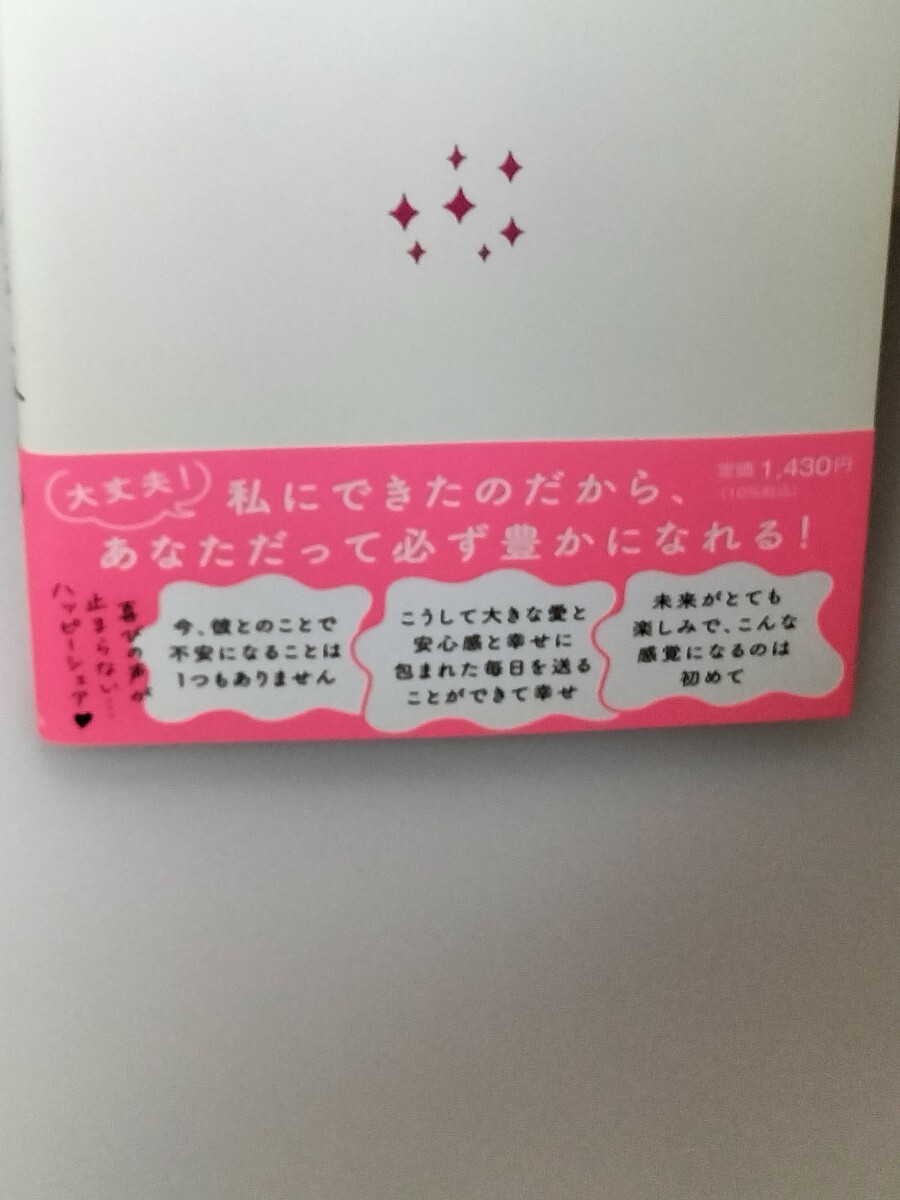 大丈夫!
私にできたのだから、
あなただって必ず豊かになれる!
定価1,430円
(10%税込)
喜びの声が
止まらない…
ハッピーシェア♥
今、彼とのことで
不安になることは
1つもありません
こうして大きな愛と
安心感と幸せに
包まれた毎日を送る
ことができて幸せ
未来がとても
楽しみで、こんな
感覚になるのは
初めて